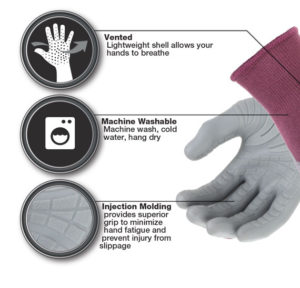 Vented
Lightweight shell allows your
hands to breathe
Machine Washable
Machine wash, cold
water, hang dry
Injection Molding
provides superior
grip to minimize
hand fatigue and
prevent injury from
slippage